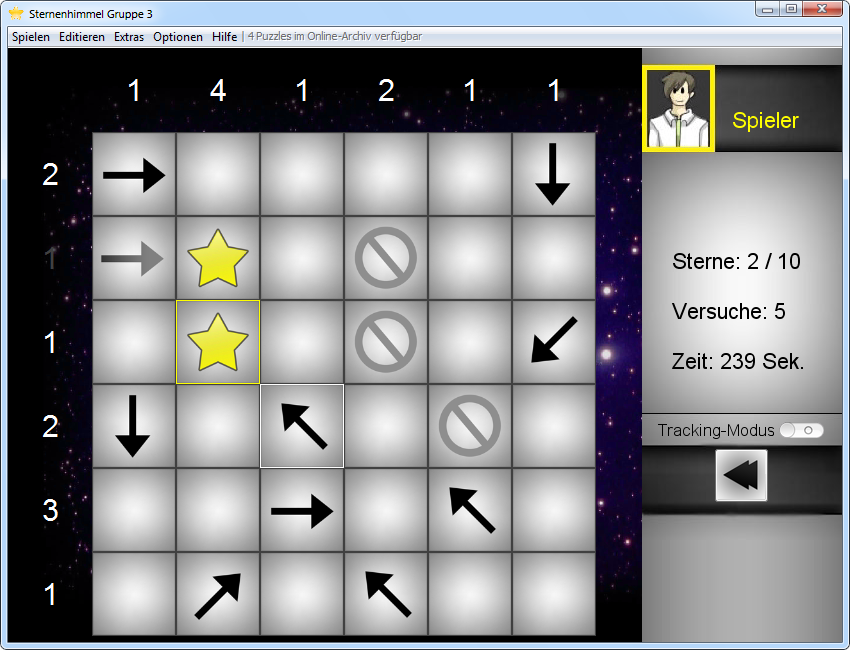 Sternenhimmel Gruppe 3
Spielen Editieren Extras Optionen Hilfe | 4 Puzzles im Online-Archiv verfügbar
1 4 1 2 1 1
2
1
1
2
3
1
Spieler
Sterne: 2 / 10
Versuche: 5
Zeit: 239 Sek.
Tracking-Modus